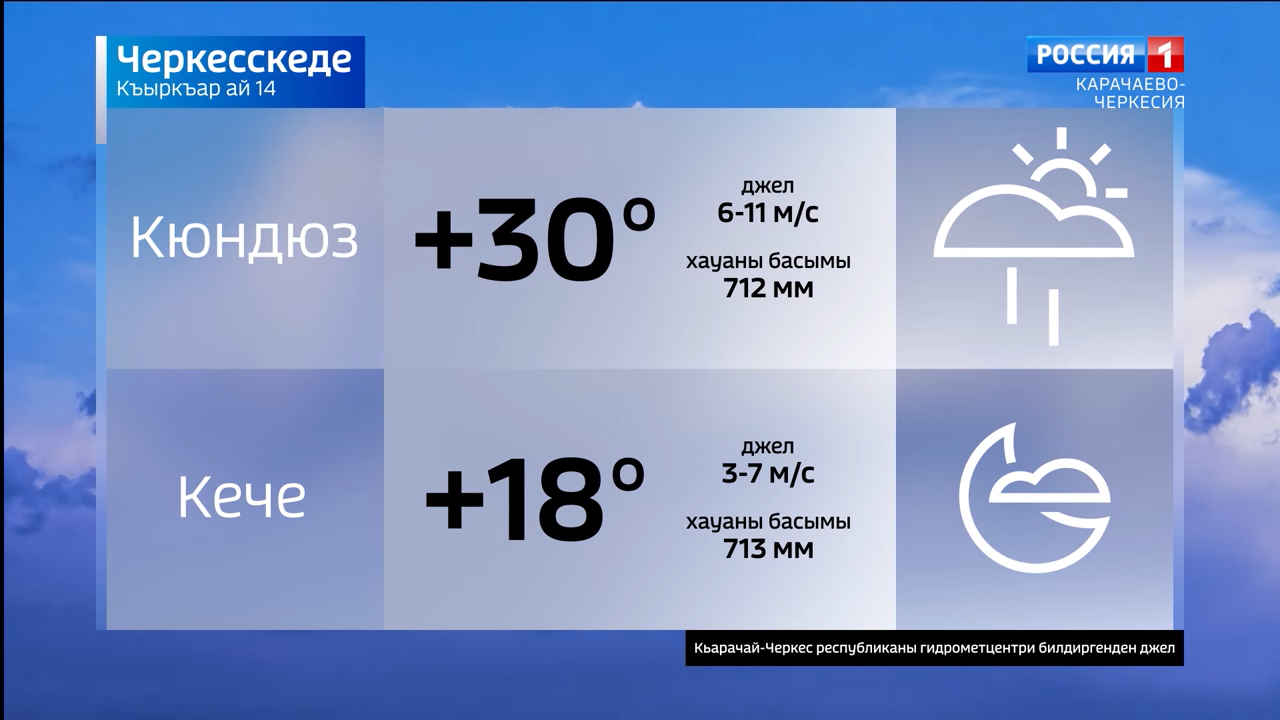 Черкесскеде
Къыркъар ай 14
РОССИЯ 1
КАРАЧАЕВО-
ЧЕРКЕСИЯ
Кюндюз
+30°
джел
6-11 м/с
хауаны басымы
712 мм
Кече
+18°
джел
3-7 м/с
хауаны басымы
713 мм
Кьарачай-Черкес республиканы гидрометцентри билдиргенден джел